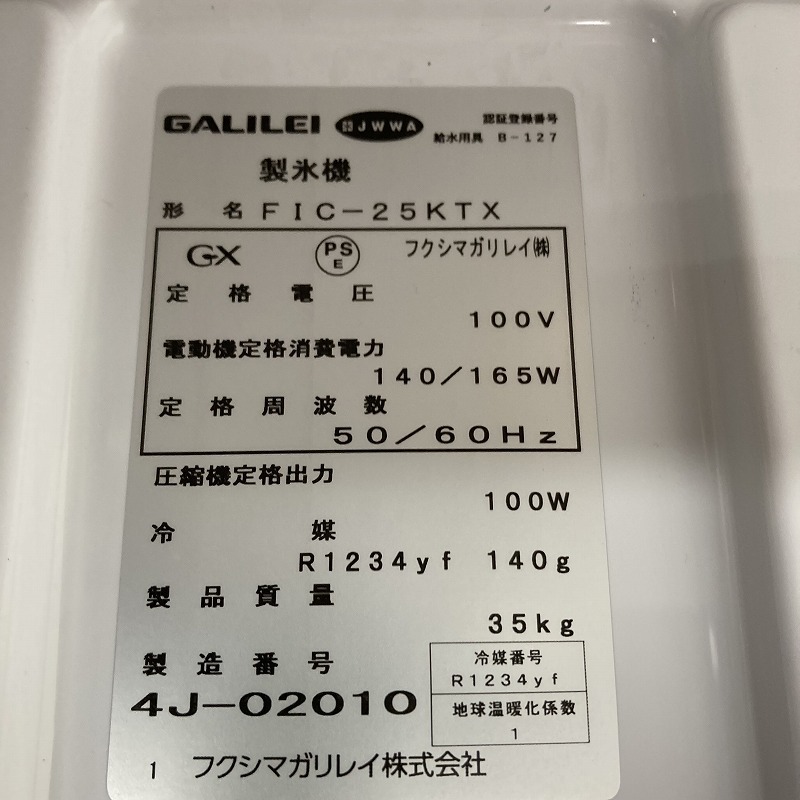 GALILEI JWWA 認証登録番号
給水用具 B-127
製氷機
形名 FIC-25KTX
GX PSE フクシマガリレイ㈱
定格電圧
100V
電動機定格消費電力
140/165W
定格周波数
50/60Hz
圧縮機定格出力
100W
冷媒
R1234yf 140g
製品質量
35kg
製造番号
4J-02010
冷媒番号
R1234yf
地球温暖化係数
1
1 フクシマガリレイ株式会社